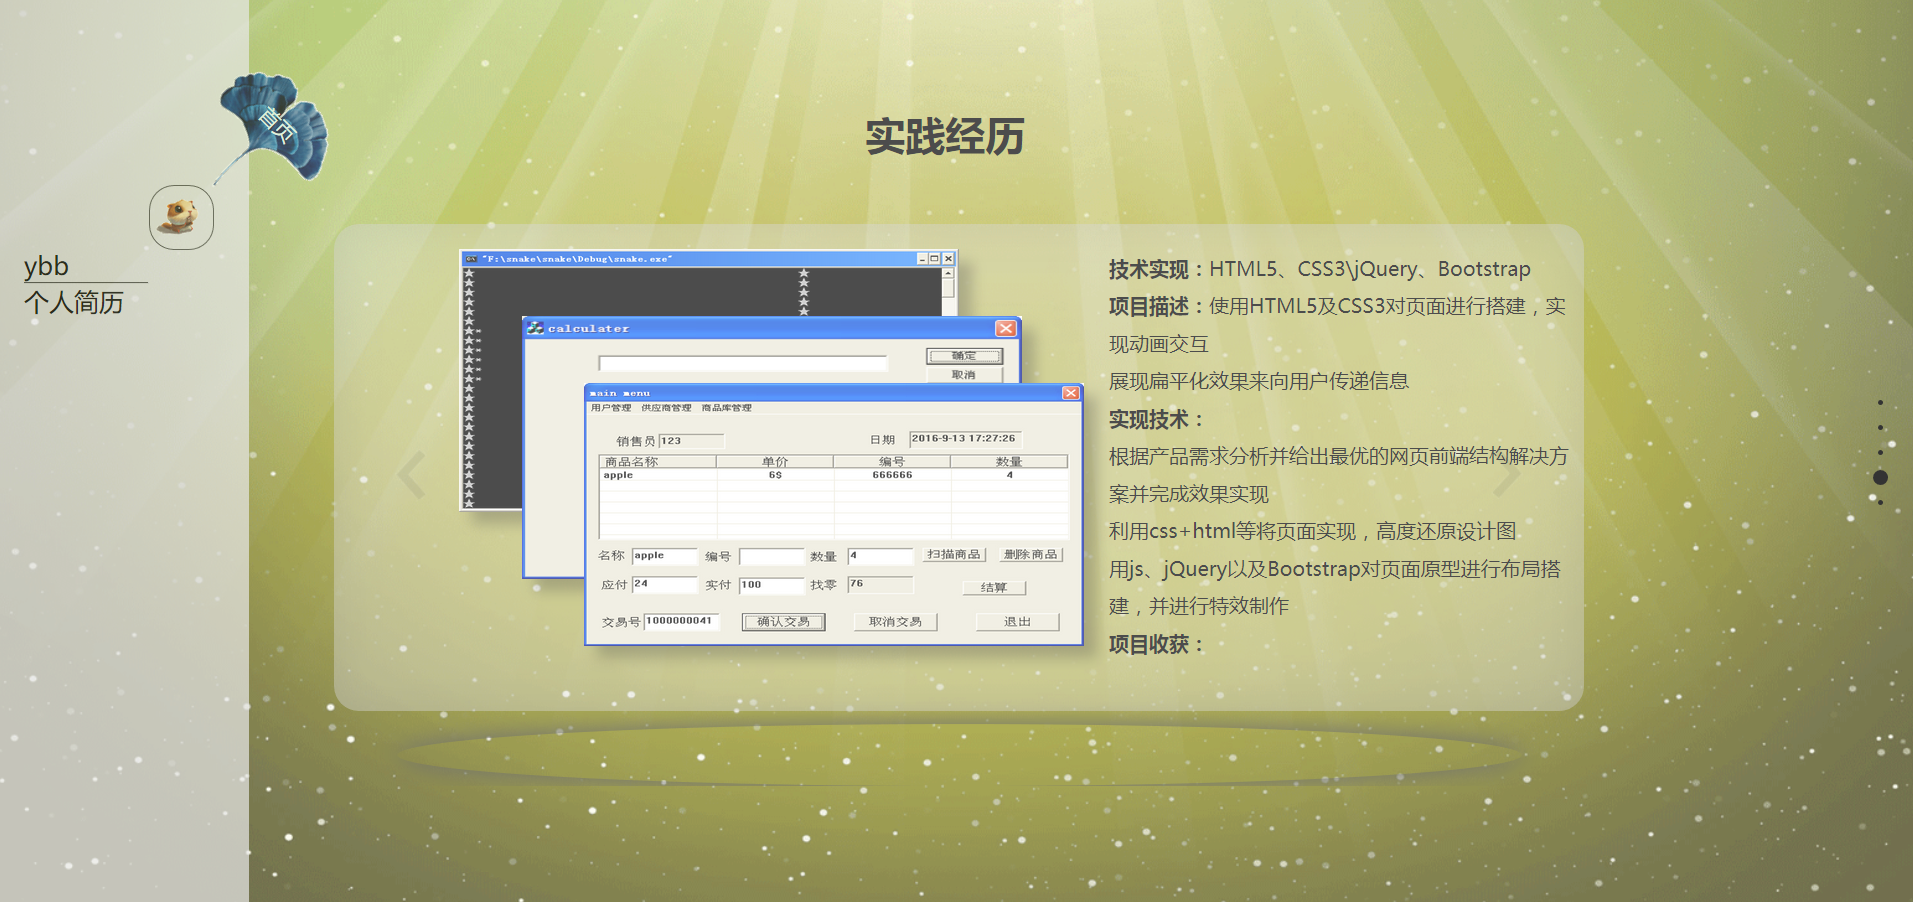 首页
ybb
个人简历
实践经历
"F:\snake\snake\Debug\snake.exe"
calculater
确定
取消
main menu
用户管理 供应商管理 商品库管理
销售员 123 日期 2016-9-13 17:27:26
商品名称 单价 编号 数量
apple 6$ 666666 4
名称 apple 编号 数量 4 扫描商品 删除商品
应付 24 实付 100 找零 76 结算
交易号 1000000041 确认交易 取消交易 退出
技术实现：HTML5、CSS3\jQuery、Bootstrap
项目描述：使用HTML5及CSS3对页面进行搭建，实
现动画交互
展现扁平化效果来向用户传递信息
实现技术：
根据产品需求分析并给出最优的网页前端结构解决方
案并完成效果实现
利用css+html等将页面实现，高度还原设计图
用js、jQuery以及Bootstrap对页面原型进行布局搭
建，并进行特效制作
项目收获：